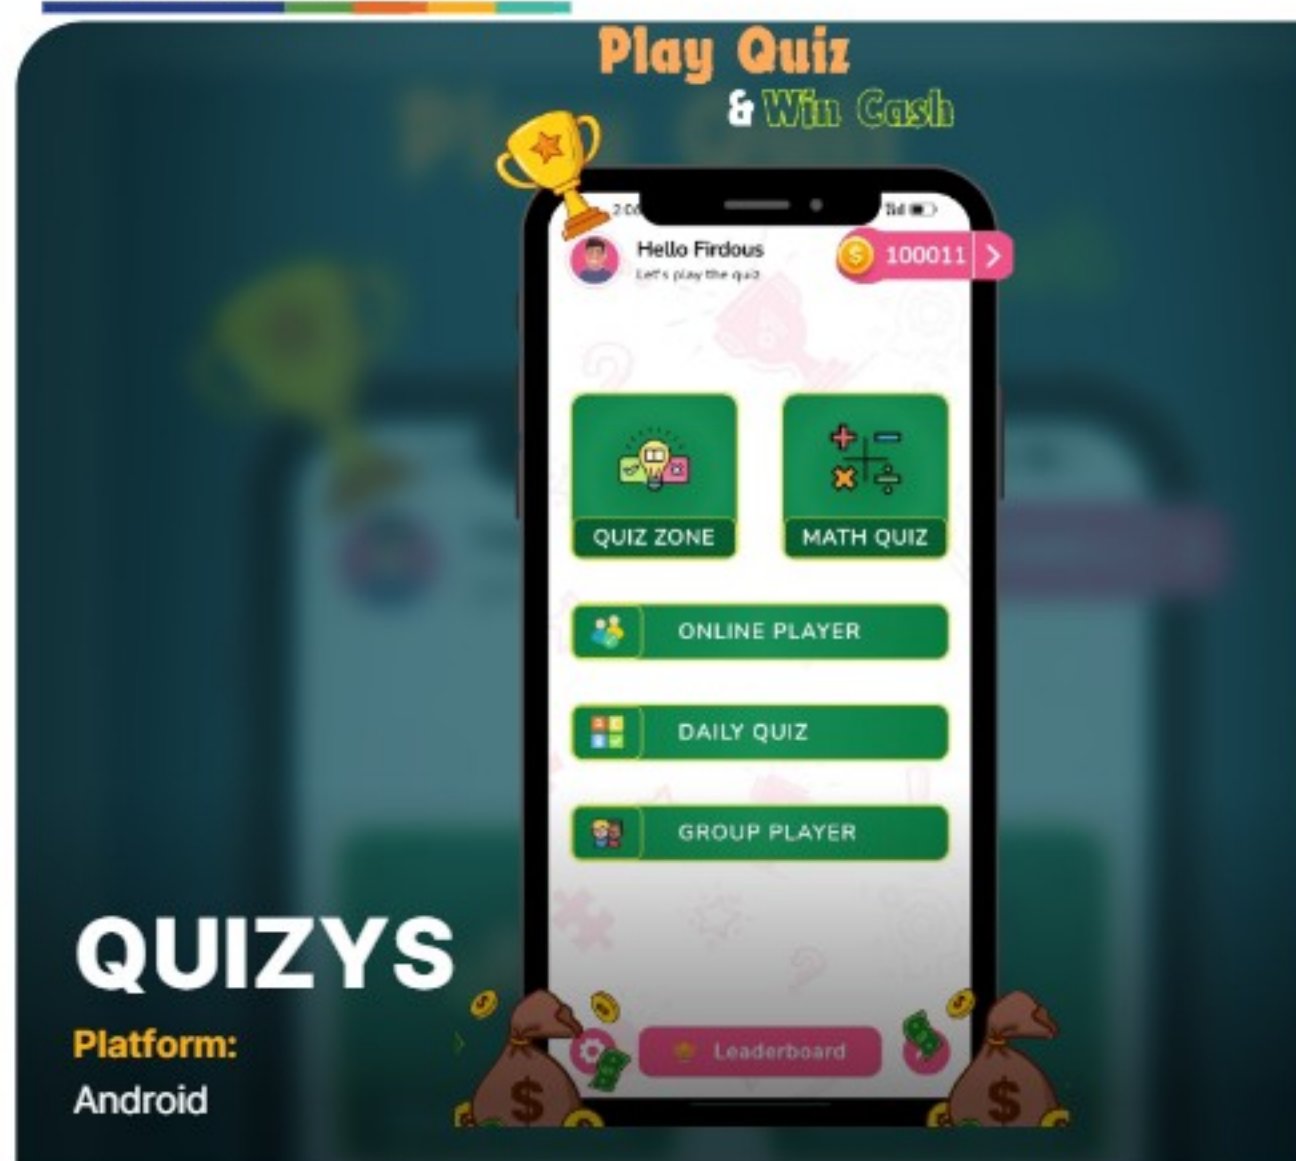 Play Quiz
& Win Cash
Hello Firdous
Let's play the quiz
100011
QUIZ ZONE
MATH QUIZ
ONLINE PLAYER
DAILY QUIZ
GROUP PLAYER
Leaderboard
QUIZYS
Platform:
Android